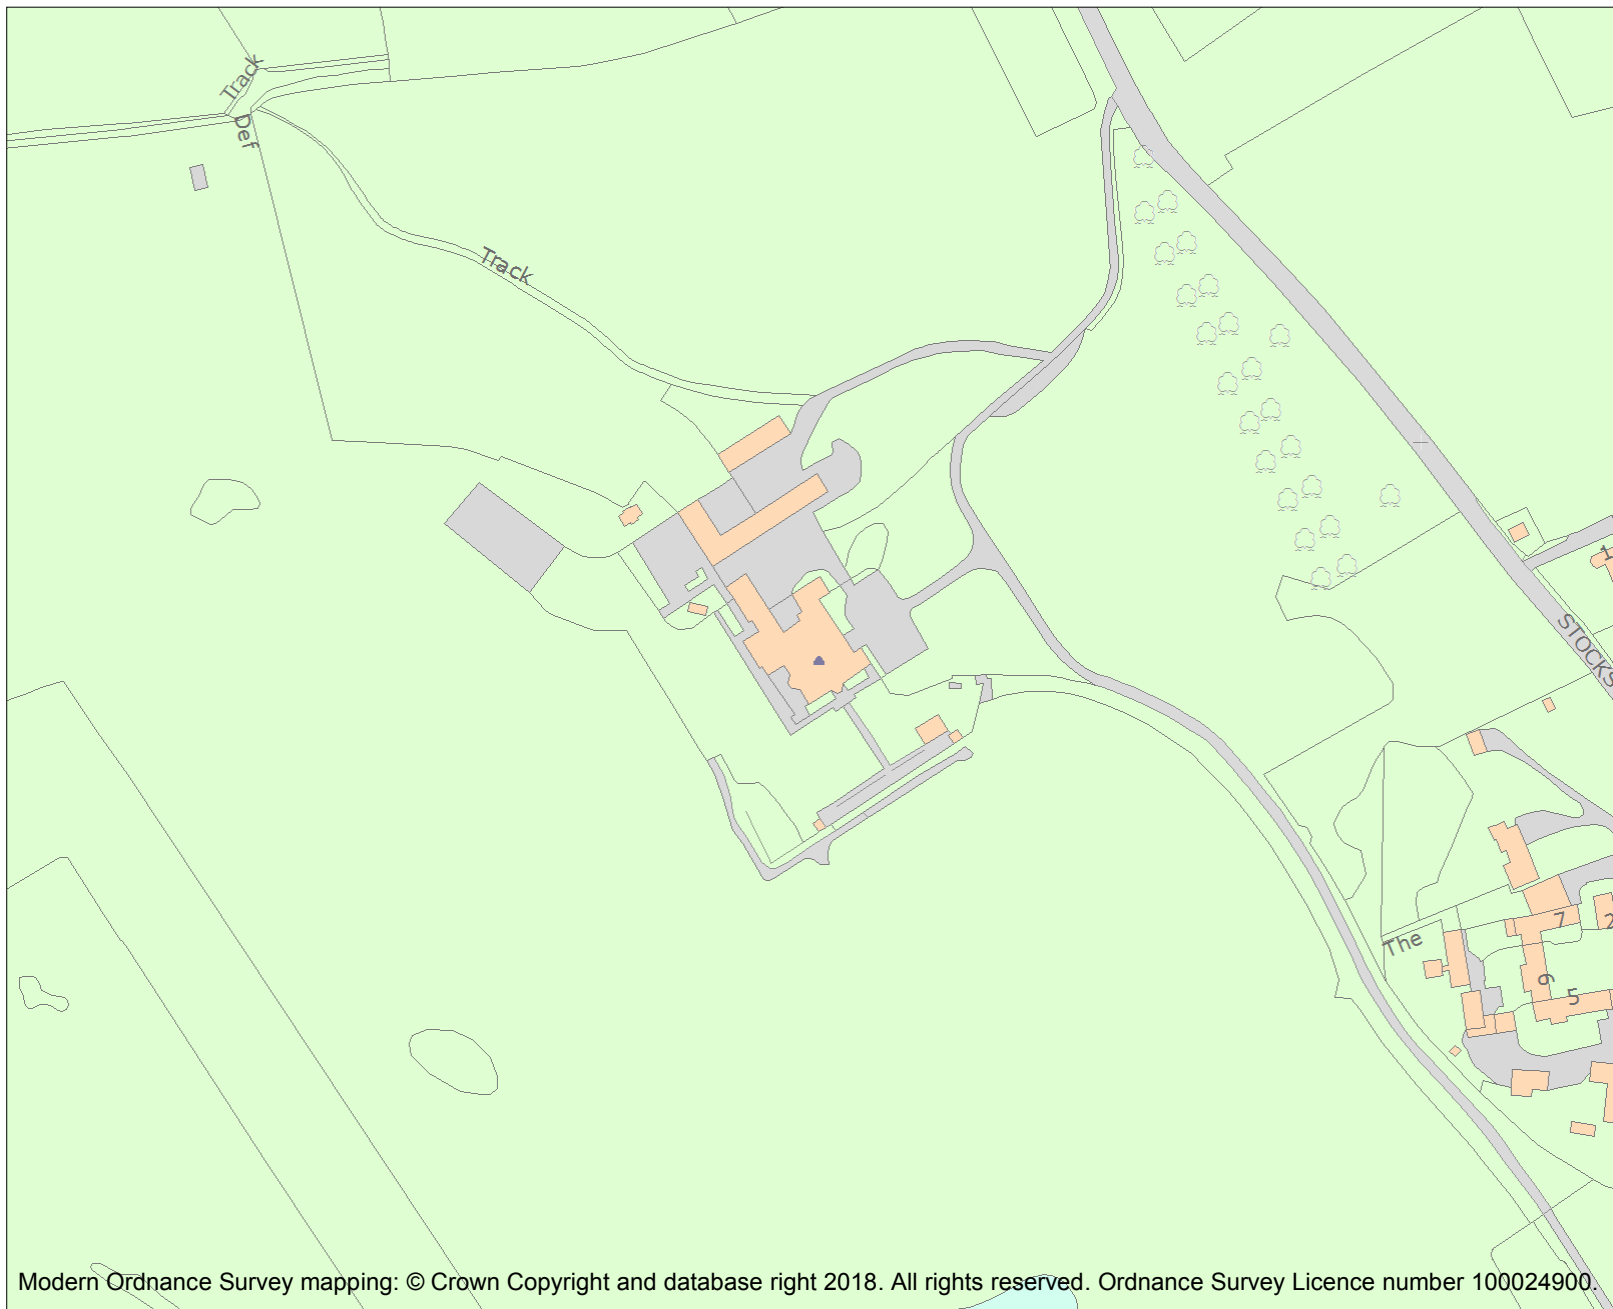 Track
Def
Track
STOCKS
1
7
2
The
6
5
Modern Ordnance Survey mapping: © Crown Copyright and database right 2018. All rights reserved. Ordnance Survey Licence number 100024900.